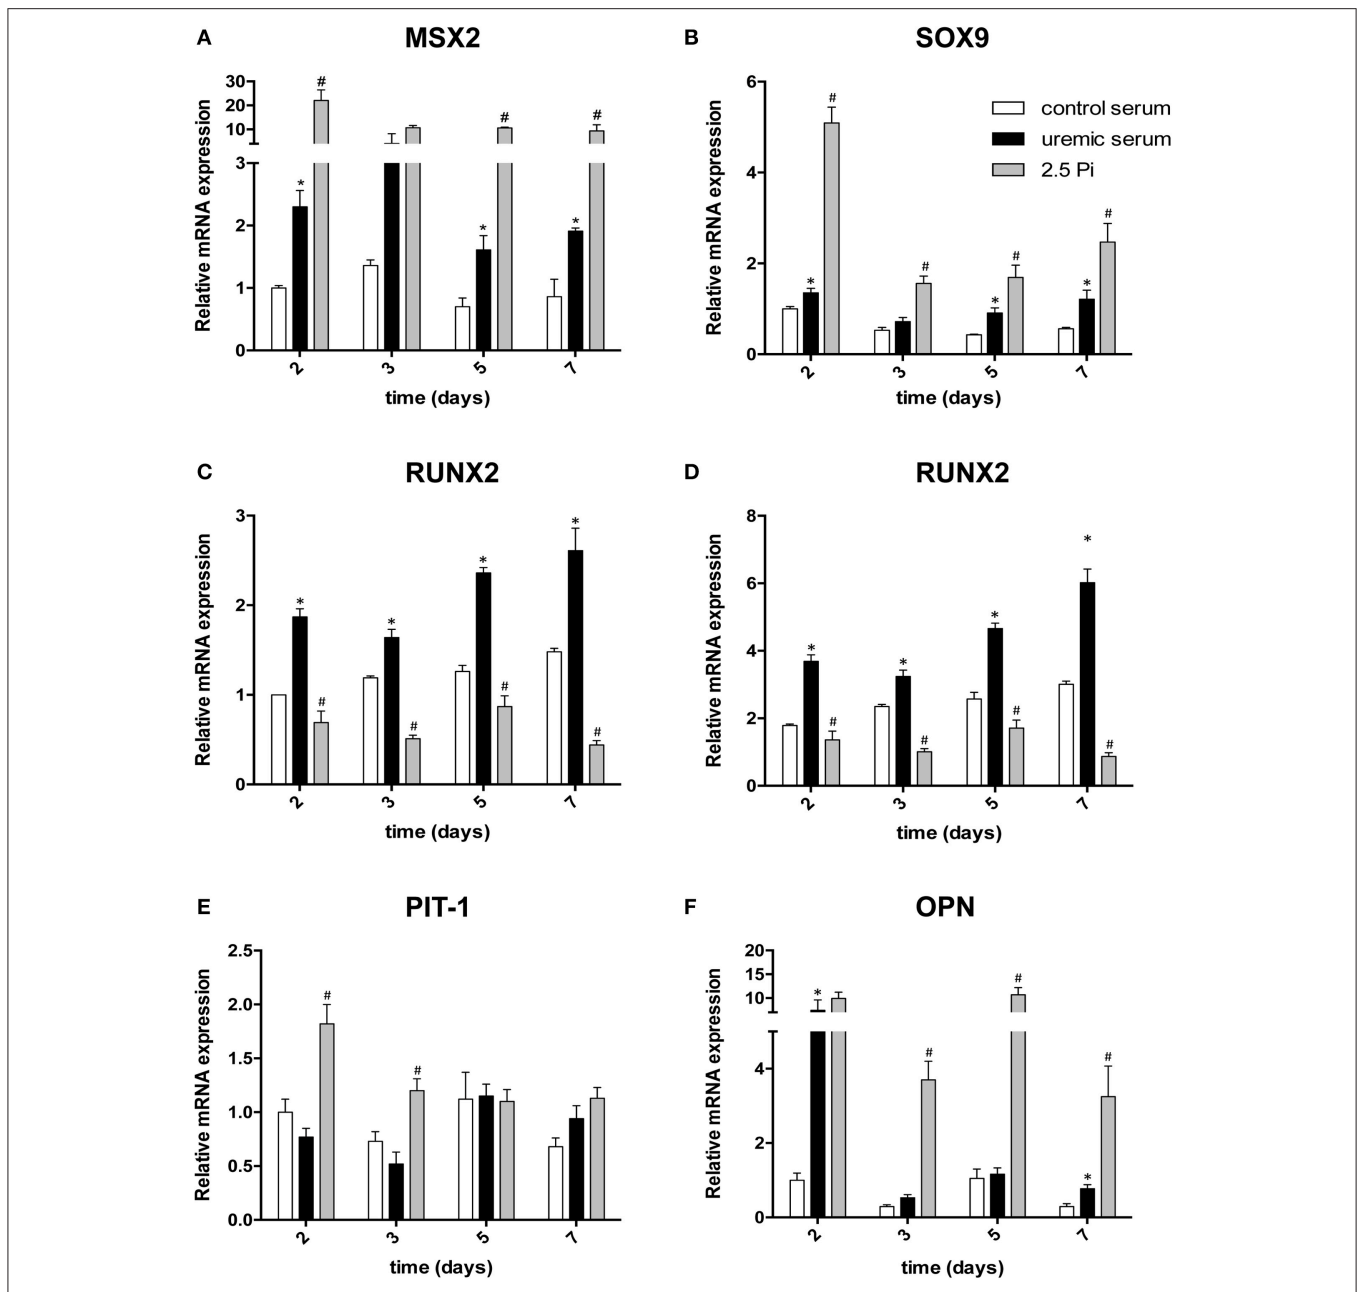 A MSX2
30
20
10
3
2
1
0
Relative mRNA expression
# * * * # #
2 3 5 7
time (days)
B SOX9
6
4
2
0
Relative mRNA expression
# * # * # * #
2 3 5 7
time (days)
control serum
uremic serum
2.5 Pi
C RUNX2
3
2
1
0
Relative mRNA expression
* # * # * # * #
2 3 5 7
time (days)
D RUNX2
8
6
4
2
0
Relative mRNA expression
* # * # * # * #
2 3 5 7
time (days)
E PIT-1
2.5
2.0
1.5
1.0
0.5
0.0
Relative mRNA expression
# #
2 3 5 7
time (days)
F OPN
20
15
10
4
2
0
Relative mRNA expression
* # # * #
2 3 5 7
time (days)